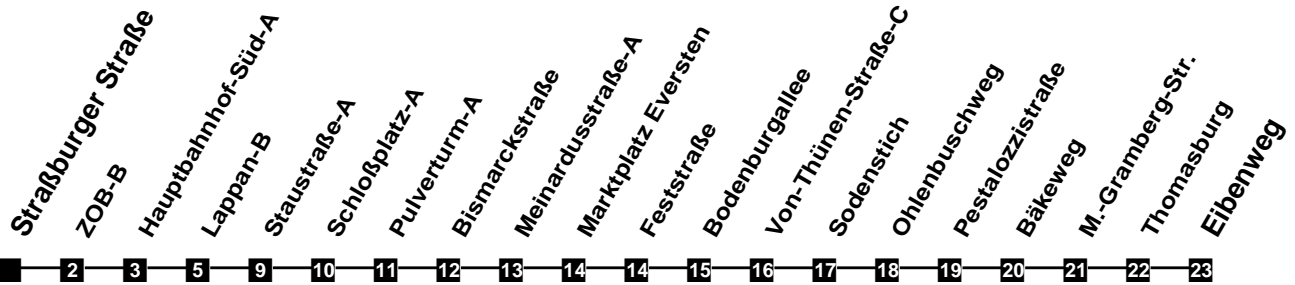 Straßburger Straße
ZOB-B
Hauptbahnhof-Süd-A
Lappan-B
Staustraße-A
Schloßplatz-A
Pulverturm-A
Bismarckstraße
Meinardusstraße-A
Marktplatz Eversten
Feststraße
Bodenburgallee
Von-Thünen-Straße-C
Sodenstich
Ohlenbuschweg
Pestalozzistraße
Bäkeweg
M.-Gramberg-Str.
Thomasburg
Eibenweg
2 3 5 9 10 11 12 13 14 14 15 16 17 18 19 20 21 22 23